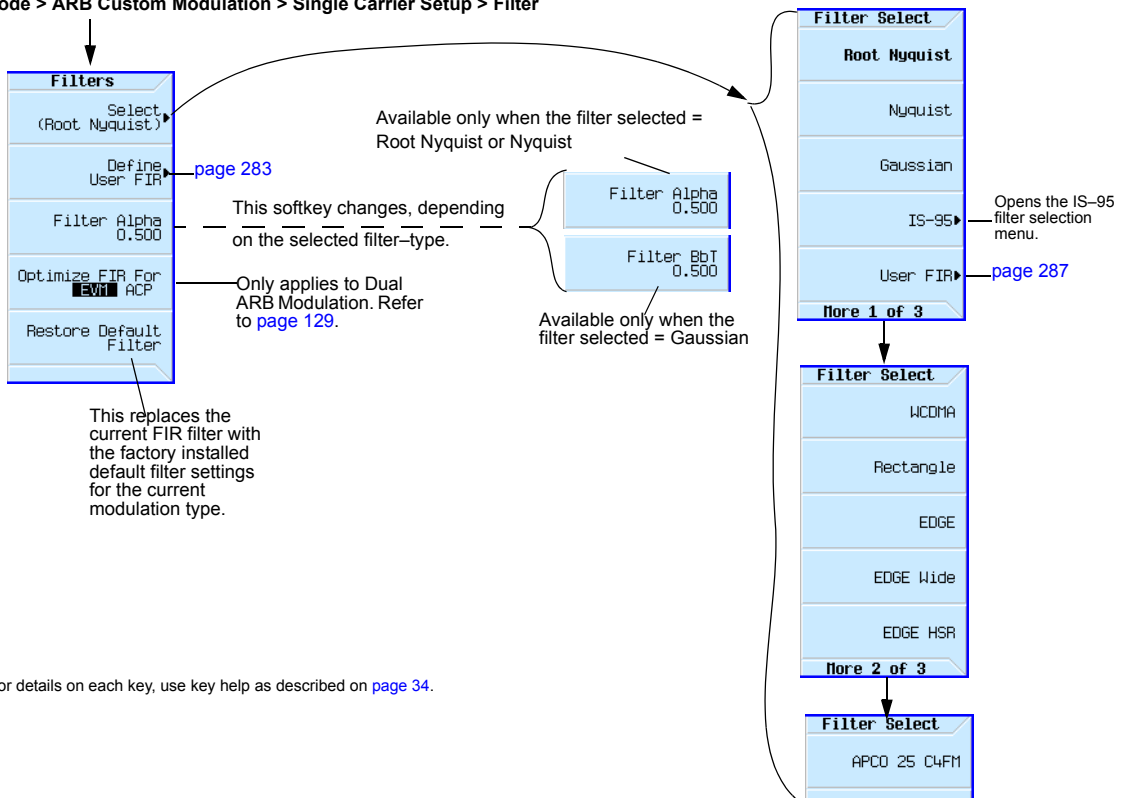 ode > ARB Custom Modulation > Single Carrier Setup > Filter
Filters
Select
(Root Nyquist)
Define
User FIR
page 283
Filter Alpha
0.500
Optimize FIR For
EVM ACP
Restore Default
Filter
This replaces the
current FIR filter with
the factory installed
default filter settings
for the current
modulation type.
This softkey changes, depending
on the selected filter–type.
Only applies to Dual
ARB Modulation. Refer
to page 129.
Available only when the filter selected =
Root Nyquist or Nyquist
Filter Alpha
0.500
Filter BbT
0.500
Available only when the
filter selected = Gaussian
Filter Select
Root Nyquist
Nyquist
Gaussian
IS-95
Opens the IS–95
filter selection
menu.
User FIR
page 287
More 1 of 3
Filter Select
WCDMA
Rectangle
EDGE
EDGE Wide
EDGE HSR
More 2 of 3
Filter Select
APCO 25 C4FM
or details on each key, use key help as described on page 34.